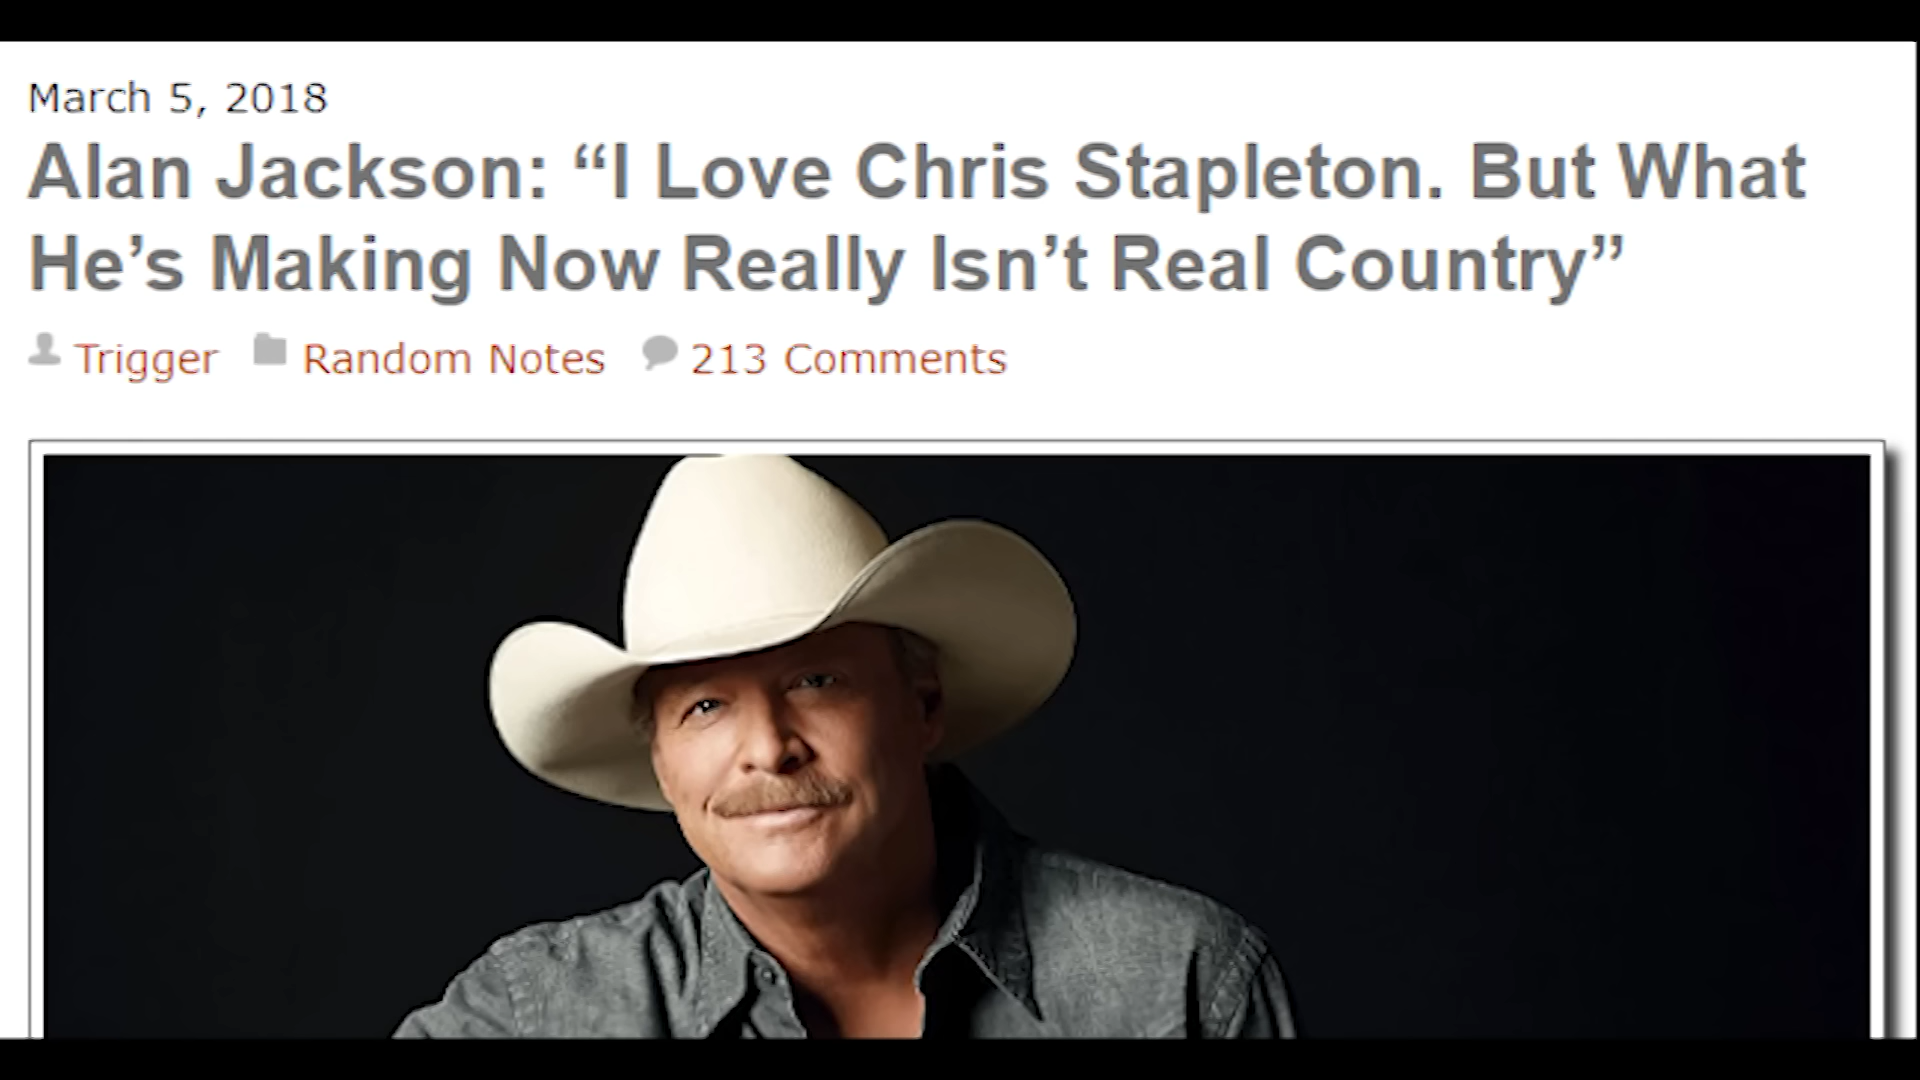 March 5, 2018
Alan Jackson: “I Love Chris Stapleton. But What
He’s Making Now Really Isn’t Real Country”
Trigger Random Notes 213 Comments